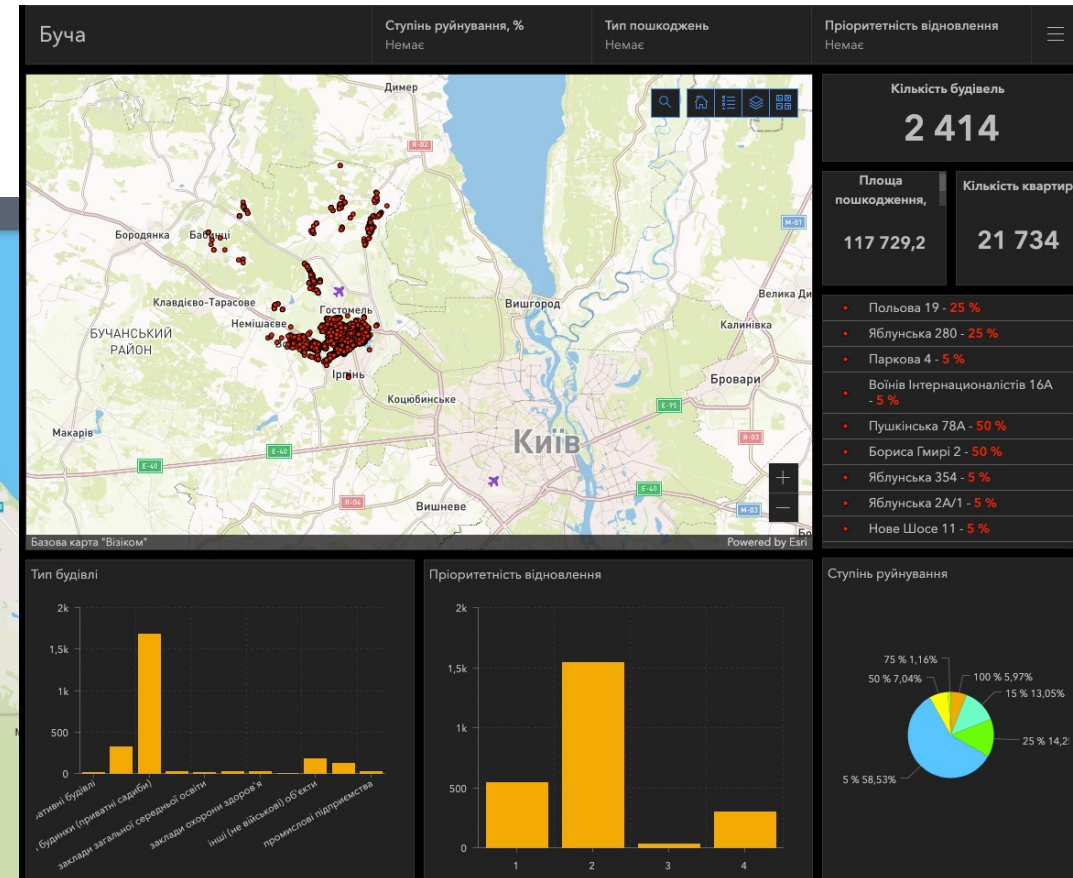 Буча
Ступінь руйнування, %
Немає
Тип пошкоджень
Немає
Пріоритетність відновлення
Немає
Димер
R-02
M-01
Бородянка
Клавдієво-Тарасове
Гостомель
Вишгород
Велика Ди
Немішаєве
Калинівка
БУЧАНСЬКИЙ
РАЙОН
Ірпінь
Коцюбинське
Бровари
E-95
Макарів
Київ
R-03
E-40
E-40
E-40
R-04
Вишневе
M-03
Бо
Базова карта "Візіком"
Powered by Esri
Кількість будівель
2 414
Площа
пошкодження,
117 729,2
Кількість квартир
21 734
Польова 19 - 25 %
Яблунська 280 - 25 %
Паркова 4 - 5 %
Воїнів Інтернационалістів 16А
- 5 %
Пушкінська 78А - 50 %
Бориса Гмирі 2 - 50 %
Яблунська 354 - 5 %
Яблунська 2А/1 - 5 %
Нове Шосе 11 - 5 %
Тип будівлі
2k
1,5k
1k
500
0
ативні будівлі
, будинки (приватні садиби)
заклади загальної середньої освіти
заклади охорони здоров`я
інші (не військові) об'єкти
промислові підприємства
Пріоритетність відновлення
2k
1,5k
1k
500
0
1
2
3
4
Ступінь руйнування
75 % 1,16%
50 % 7,04%
100 % 5,97%
15 % 13,05%
25 % 14,2
5 % 58,53%